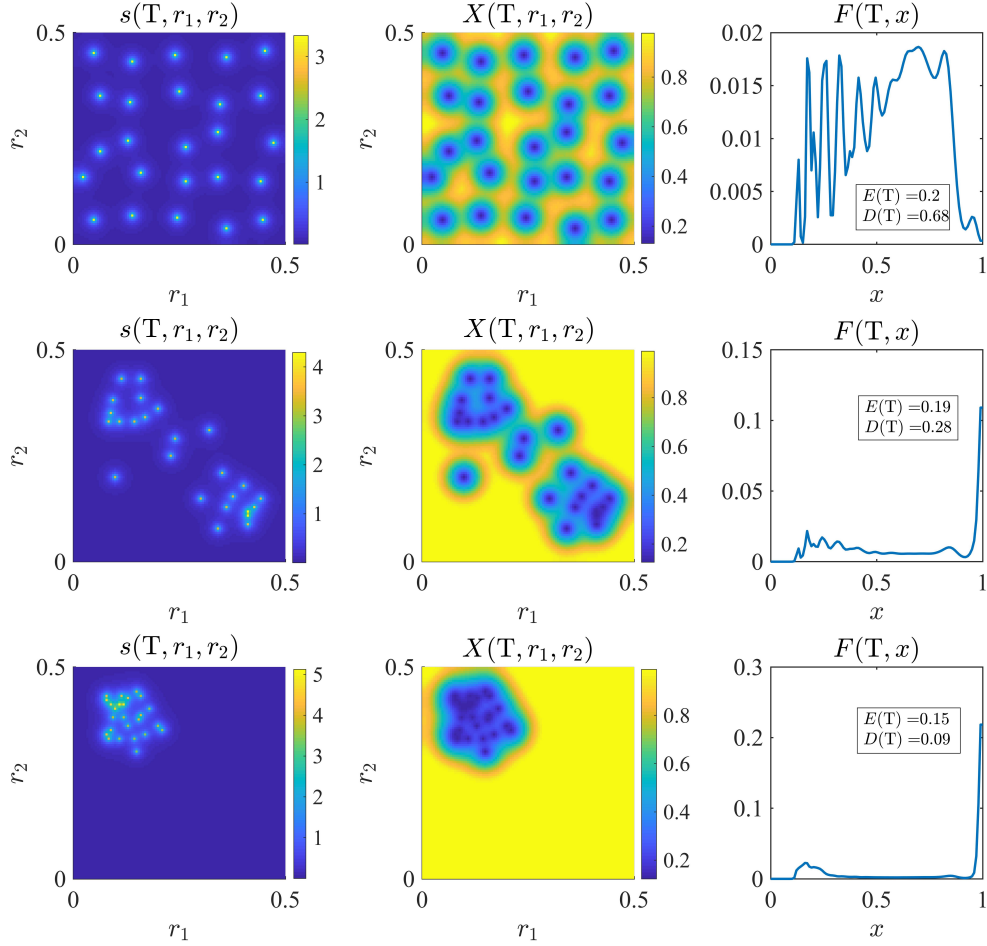 s(T, r₁, r₂)
X(T, r₁, r₂)
F(T, x)
0.5
0
r₂
0
0.5
r₁
3
2
1
0.5
0
r₂
0
0.5
r₁
0.8
0.6
0.4
0.2
0.02
0.015
0.01
0.005
0
0
0.5
1
x
E(T) =0.2
D(T) =0.68
s(T, r₁, r₂)
X(T, r₁, r₂)
F(T, x)
0.5
0
r₂
0
0.5
r₁
4
3
2
1
0.5
0
r₂
0
0.5
r₁
0.8
0.6
0.4
0.2
0.15
0.1
0.05
0
0
0.5
1
x
E(T) =0.19
D(T) =0.28
s(T, r₁, r₂)
X(T, r₁, r₂)
F(T, x)
0.5
0
r₂
0
0.5
r₁
5
4
3
2
1
0.5
0
r₂
0
0.5
r₁
0.8
0.6
0.4
0.2
0.3
0.2
0.1
0
0
0.5
1
x
E(T) =0.15
D(T) =0.09